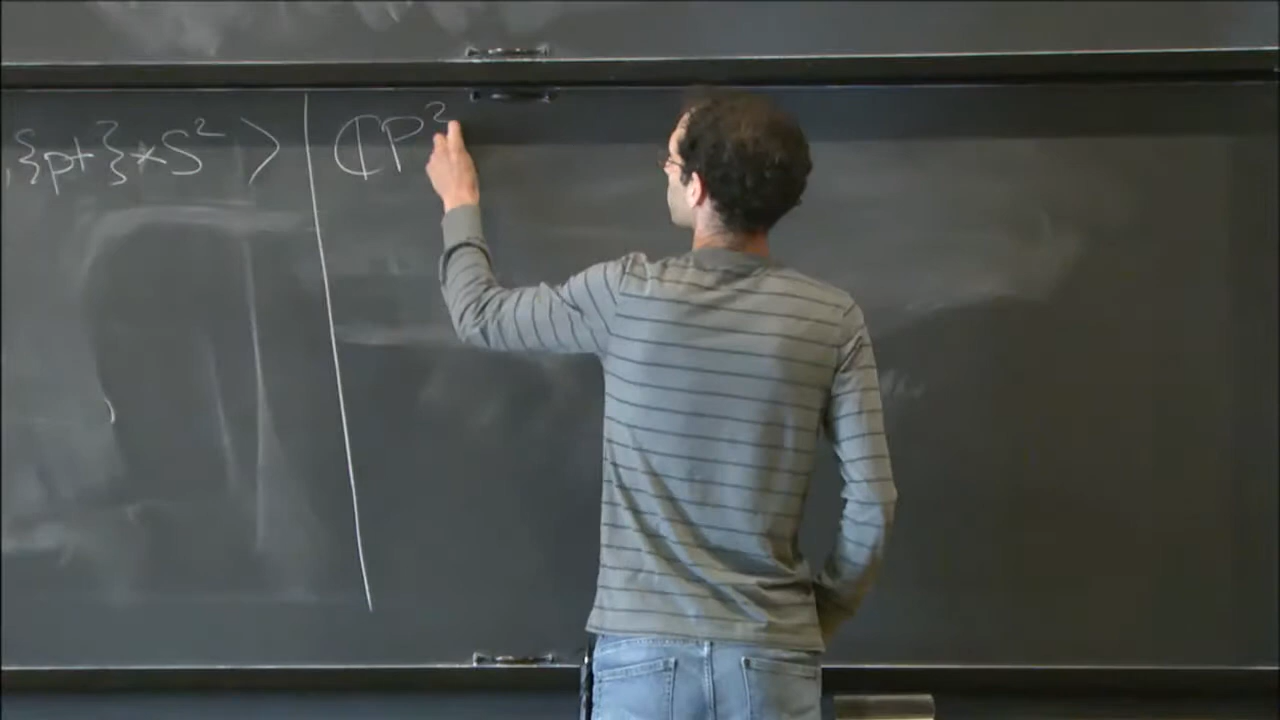 , {pt} × S² > | ℂP²